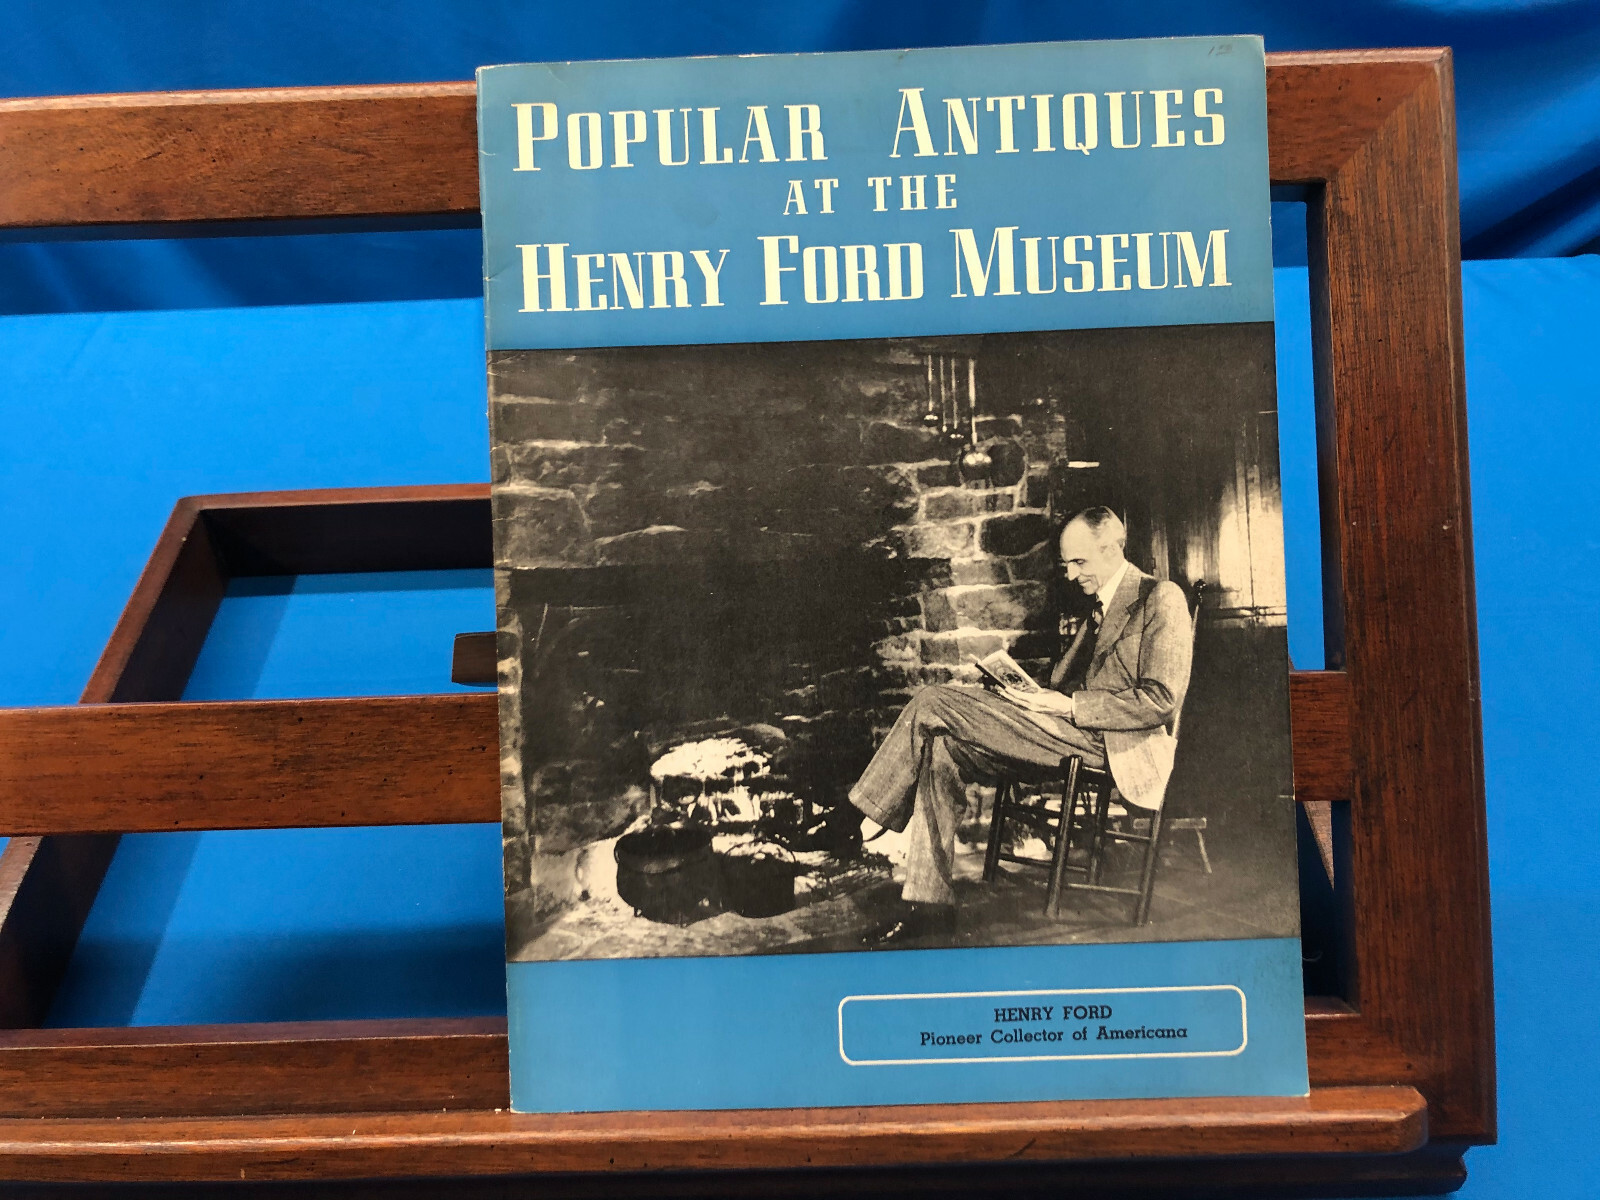 POPULAR ANTIQUES
AT THE
HENRY FORD MUSEUM
HENRY FORD
Pioneer Collector of Americana